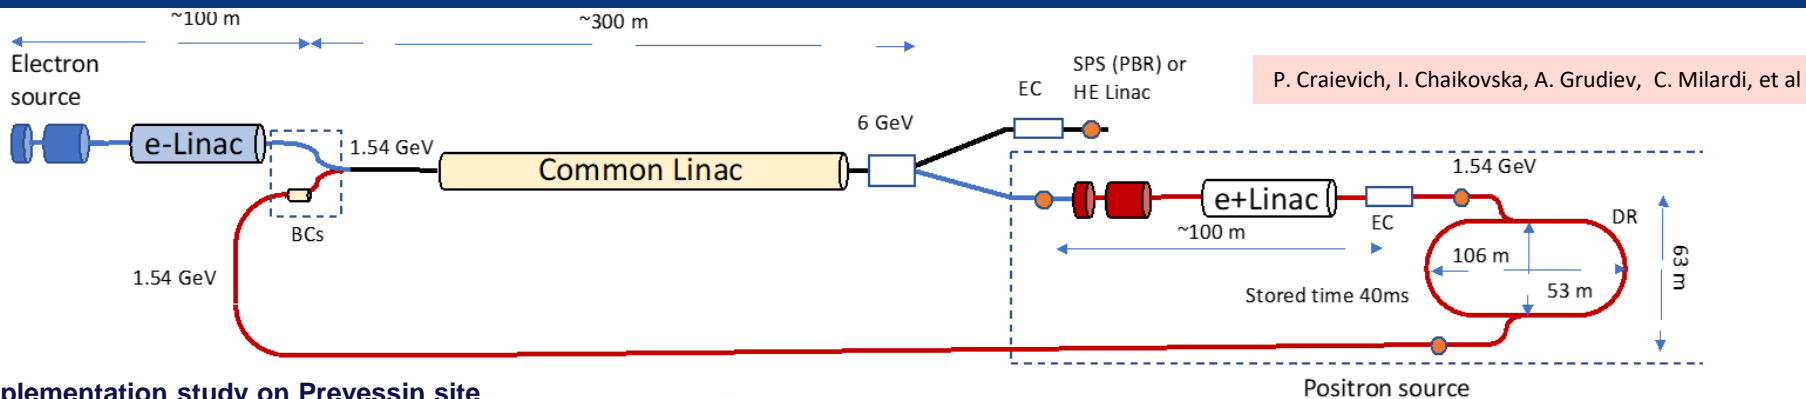 ~100 m
~300 m
Electron
source
e-Linac
BCs
1.54 GeV
1.54 GeV
Common Linac
6 GeV
EC
SPS (PBR) or
HE Linac
P. Craievich, I. Chaikovska, A. Grudiev, C. Milardi, et al
e+Linac
~100 m
EC
1.54 GeV
DR
106 m
53 m
63 m
Stored time 40ms
Positron source
plementation study on Prevessin site